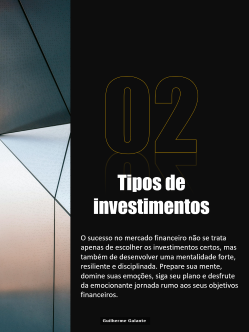 02
Tipos de
investimentos
O sucesso no mercado financeiro não se trata
apenas de escolher os investimentos certos, mas
também de desenvolver uma mentalidade forte,
resiliente e disciplinada. Prepare sua mente,
domine suas emoções, siga seu plano e desfrute
da emocionante jornada rumo aos seus objetivos
financeiros.
Guilherme Galante